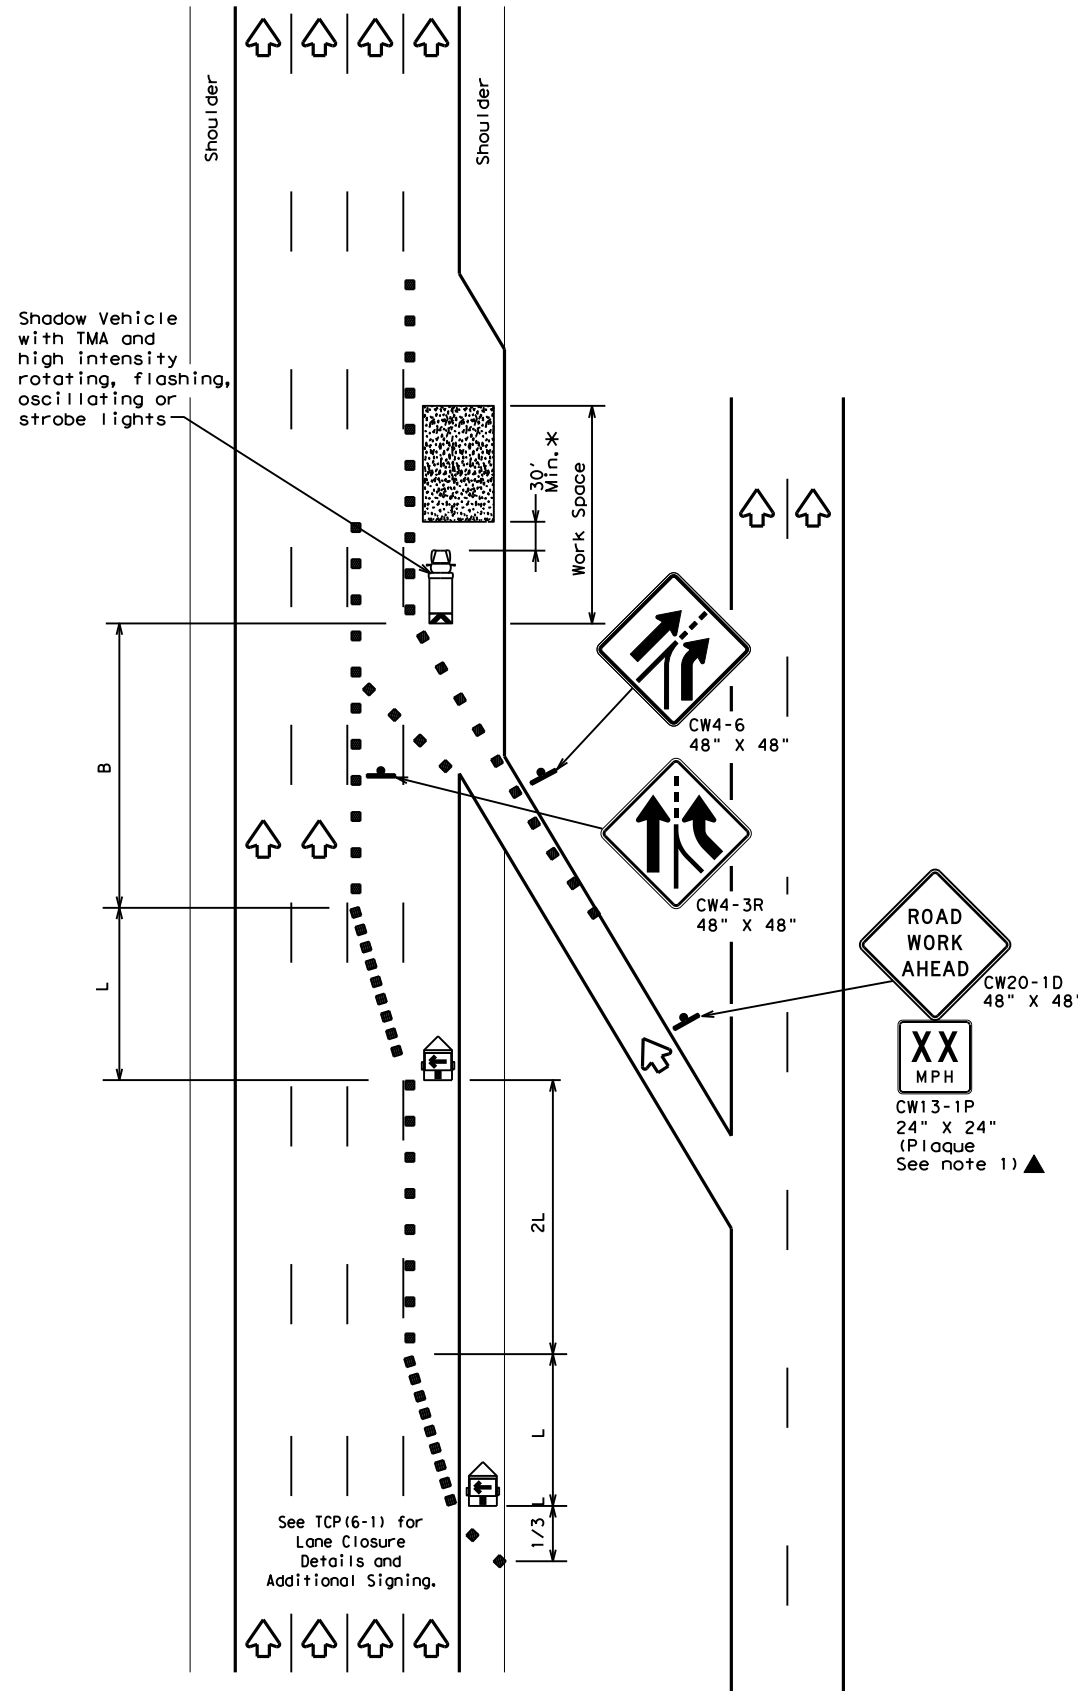 Shoulder
Shoulder
Shadow Vehicle
with TMA and
high intensity
rotating, flashing,
oscillating or
strobe lights
30'
Min.*
Work Space
CW4-6
48" X 48"
B
CW4-3R
48" X 48"
ROAD
WORK
AHEAD
CW20-1D
48" X 48"
L
XX
MPH
CW13-1P
24" X 24"
(Plaque
See note 1)▲
2L
L
1/3 L
See TCP(6-1) for
Lane Closure
Details and
Additional Signing.